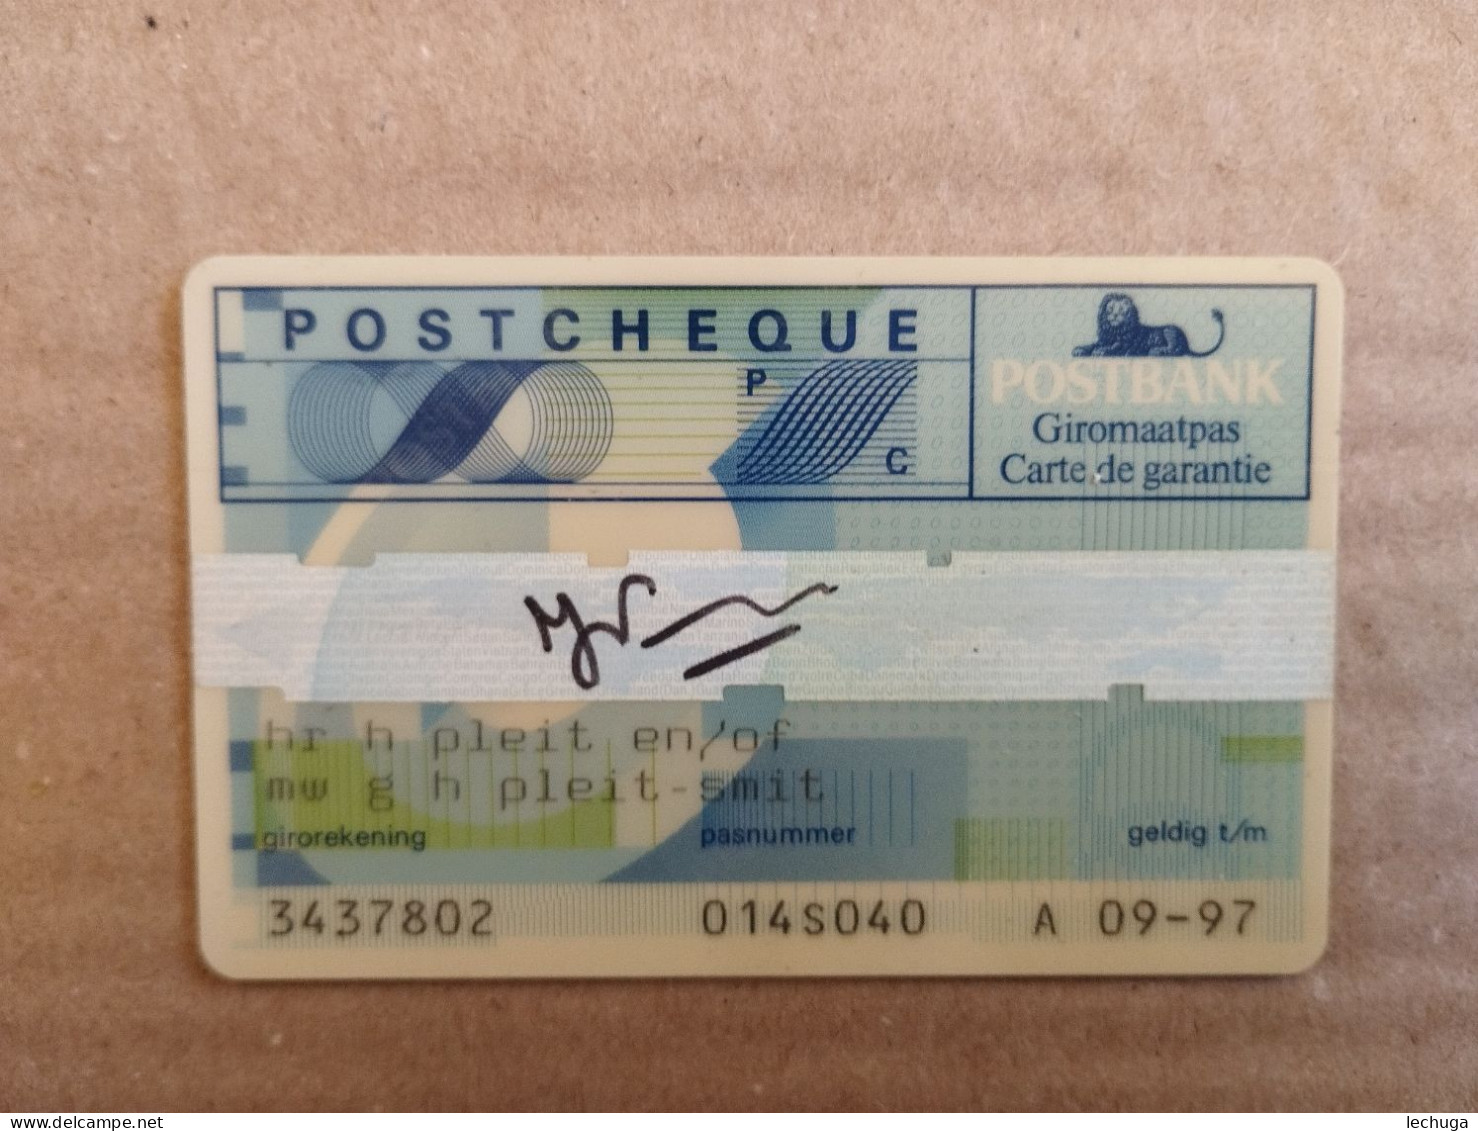 POSTCHEQUE
P
C
POSTBANK
Giromaatpas
Carte de garantie
hr h pleit en/of
mw g h pleit-smit
girorekening pasnummer geldig t/m
3437802 014S040 A 09-97
delcampe.net
lechuga